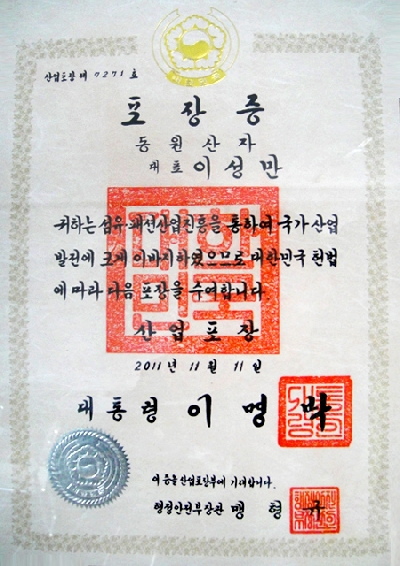 산업포장 제 7271 호
포장증
동원산자
대표 이성만
귀하는 섬유·패션산업진흥을 통하여 국가산업
발전에 크게 이바지하였으므로 대한민국 헌법
에 따라 다음 포장을 수여합니다.
산업포장
2011년 11월 11일
대통령 이명박
이 증을 산업포장부에 기입합니다.
행정안전부장관 맹형규